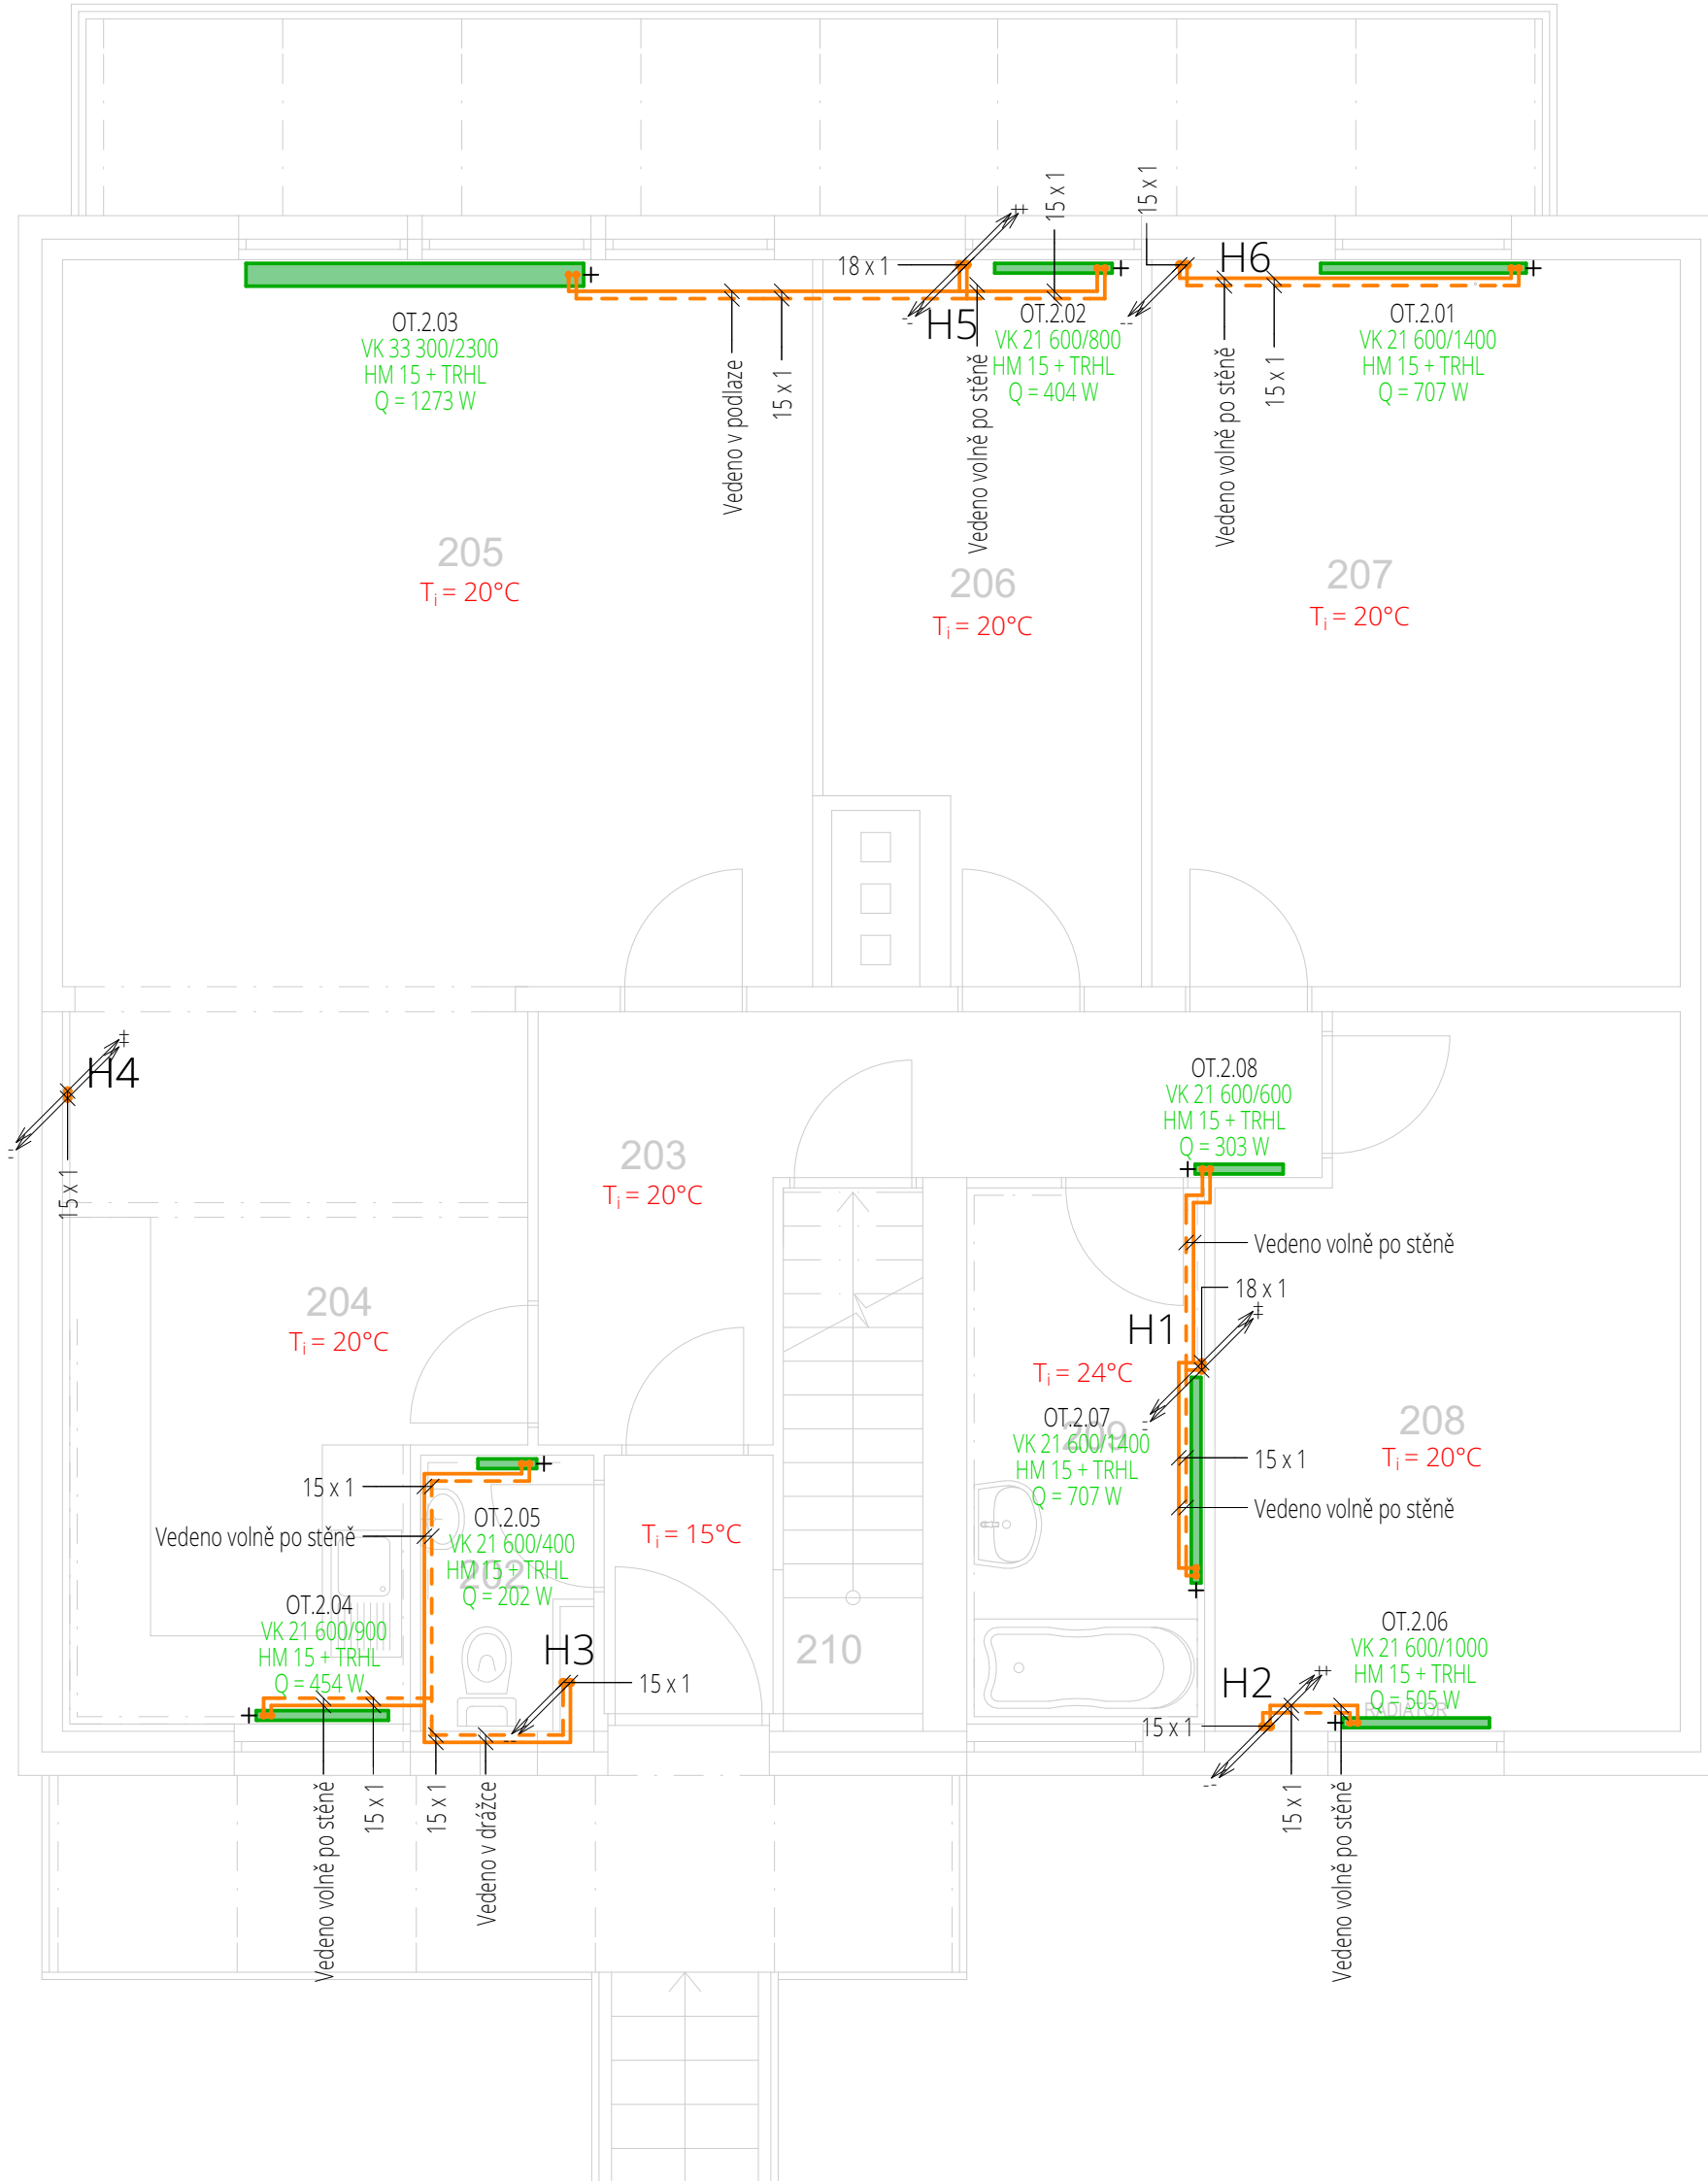 15 x 1
15 x 1
18 x 1
H6
H5
OT.2.03
VK 33 300/2300
HM 15 + TRHL
Q = 1273 W
Vedeno v podlaze
15 x 1
Vedeno volně po stěně
OT.2.02
VK 21 600/800
HM 15 + TRHL
Q = 404 W
Vedeno volně po stěně
15 x 1
OT.2.01
VK 21 600/1400
HM 15 + TRHL
Q = 707 W
205
Ti = 20°C
206
Ti = 20°C
207
Ti = 20°C
H4
15 x 1
203
Ti = 20°C
OT.2.08
VK 21 600/600
HM 15 + TRHL
Q = 303 W
Vedeno volně po stěně
18 x 1
H1
204
Ti = 20°C
Ti = 24°C
209
OT.2.07
VK 21 600/1400
HM 15 + TRHL
Q = 707 W
208
Ti = 20°C
15 x 1
Vedeno volně po stěně
15 x 1
Vedeno volně po stěně
OT.2.05
VK 21 600/400
HM 15 + TRHL
Q = 202 W
202
Ti = 15°C
OT.2.04
VK 21 600/900
HM 15 + TRHL
Q = 454 W
H3
15 x 1
210
OT.2.06
VK 21 600/1000
HM 15 + TRHL
Q = 505 W
RADIATOR
H2
15 x 1
Vedeno volně po stěně
15 x 1
15 x 1
Vedeno v drážce
15 x 1
Vedeno volně po stěně